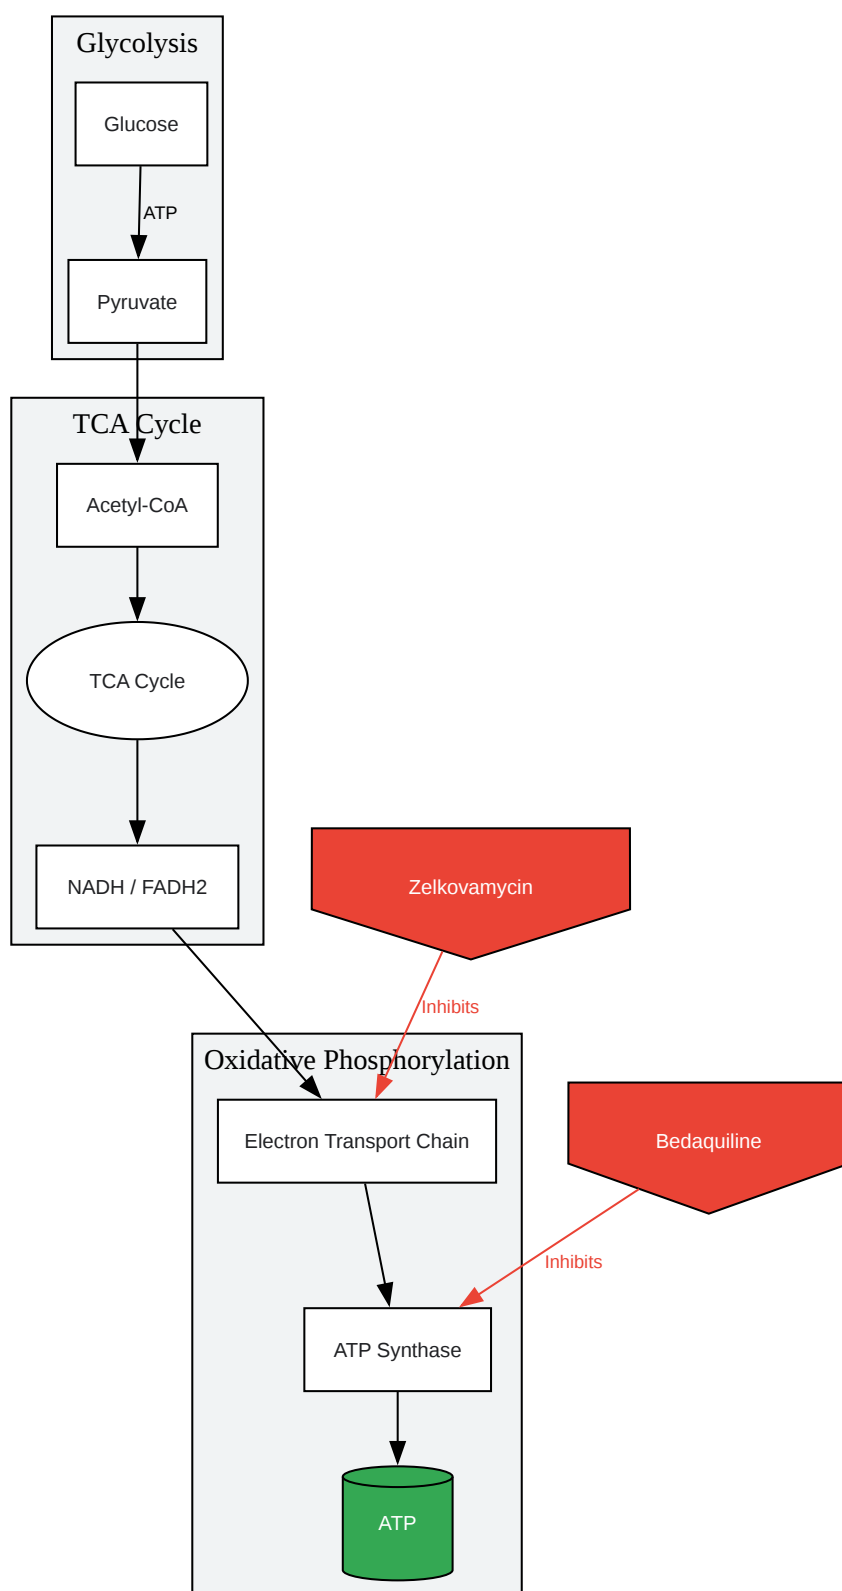 Glycolysis
Glucose
ATP
Pyruvate
TCA Cycle
Acetyl-CoA
TCA Cycle
NADH / FADH2
Zelkovamycin
Inhibits
Oxidative Phosphorylation
Electron Transport Chain
Bedaquiline
Inhibits
ATP Synthase
ATP